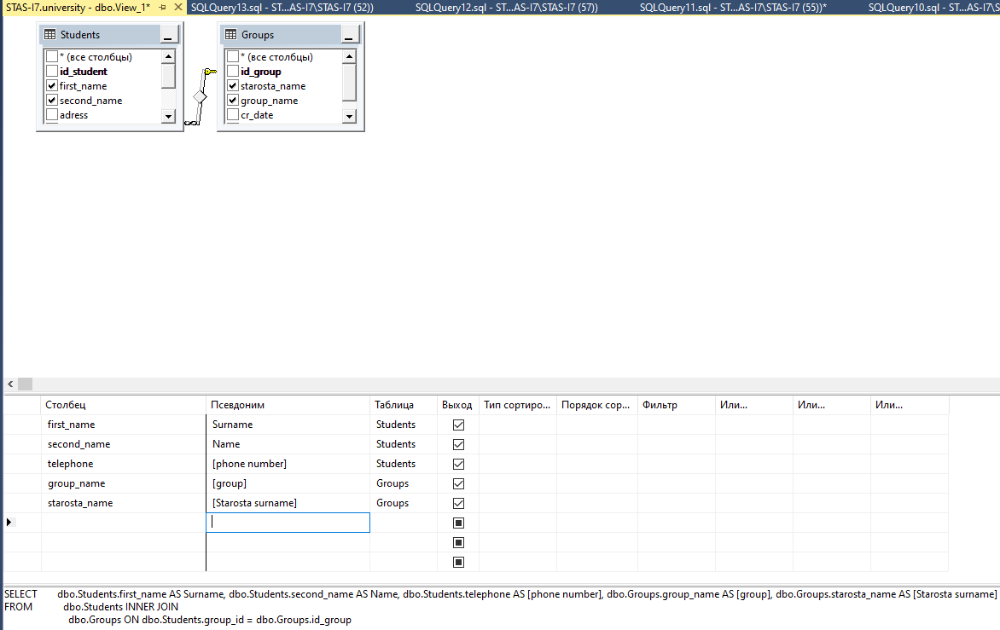 STAS-I7.university - dbo.View_1* SQLQuery13.sql - ST...AS-I7\STAS-I7 (52)) SQLQuery12.sql - ST...AS-I7\STAS-I7 (57)) SQLQuery11.sql - ST...AS-I7\STAS-I7 (55))* SQLQuery10.sql - ST...AS-I7\S
Students Groups
* (все столбцы) * (все столбцы)
id_student id_group
first_name starosta_name
second_name group_name
adress cr_date
Столбец Псевдоним Таблица Выход Тип сортиро... Порядок сор... Фильтр Или... Или... Или...
first_name Surname Students
second_name Name Students
telephone [phone number] Students
group_name [group] Groups
starosta_name [Starosta surname] Groups
SELECT dbo.Students.first_name AS Surname, dbo.Students.second_name AS Name, dbo.Students.telephone AS [phone number], dbo.Groups.group_name AS [group], dbo.Groups.starosta_name AS [Starosta surname]
FROM dbo.Students INNER JOIN
dbo.Groups ON dbo.Students.group_id = dbo.Groups.id_group